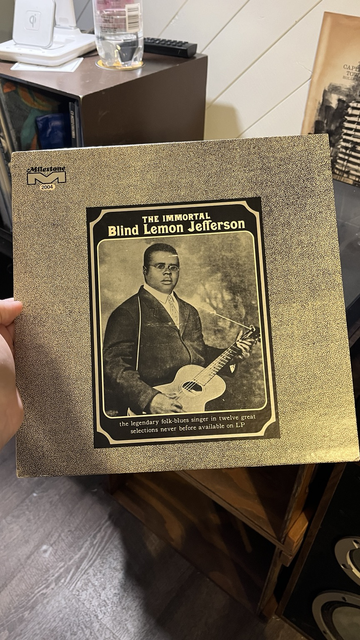 Milestone
M
2004
THE IMMORTAL
Blind Lemon Jefferson
the legendary folk-blues singer in twelve great
selections never before available on LP